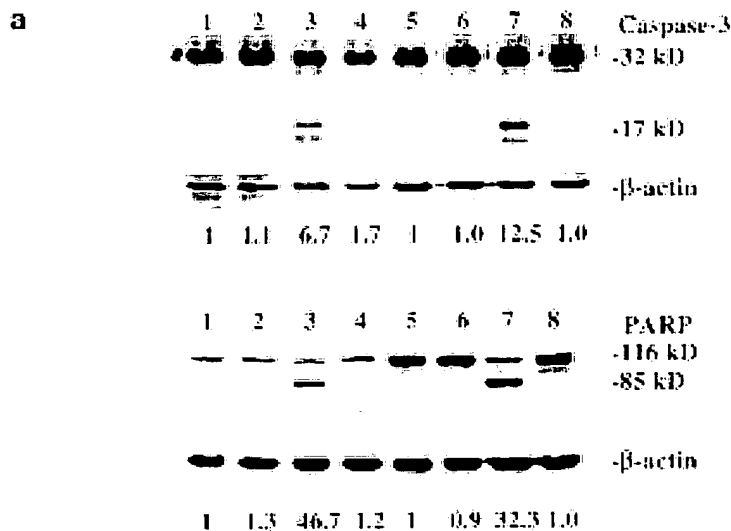 a
1 2 3 4 5 6 7 8 Caspase-3
-32 kD
-17 kD
-β-actin
1 1.1 6.7 1.7 1 1.0 12.5 1.0
1 2 3 4 5 6 7 8 PARP
-116 kD
-85 kD
-β-actin
1 1.3 46.7 1.2 1 0.9 32.3 1.0